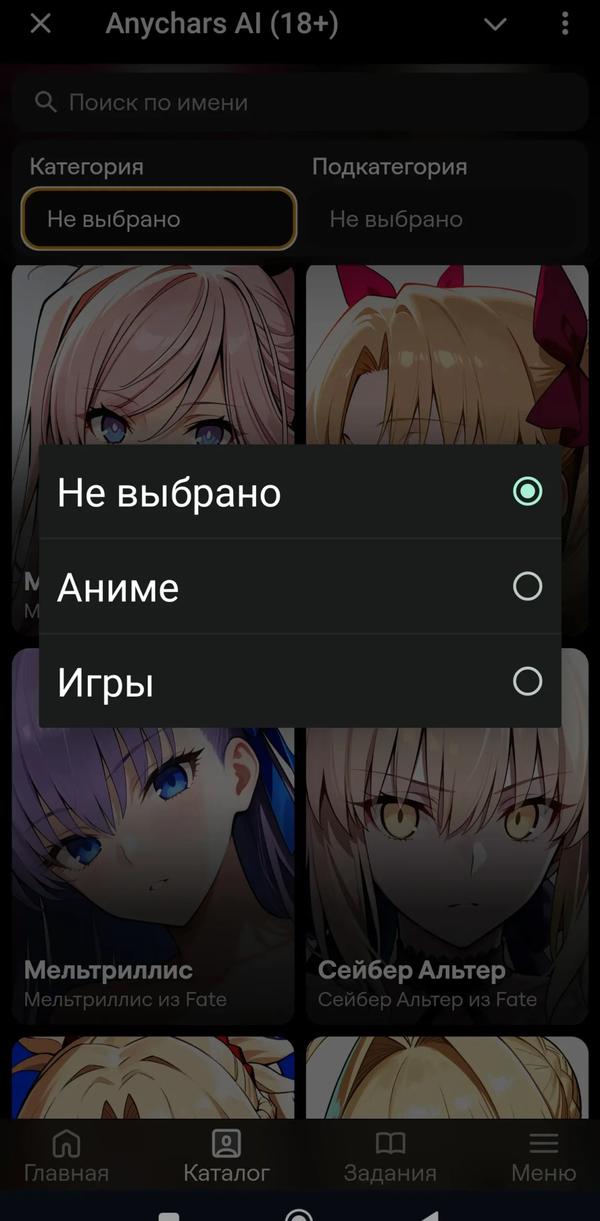 Anychars AI (18+)
Поиск по имени
Категория
Подкатегория
Не выбрано
Не выбрано
Не выбрано
Аниме
Игры
Мельтриллис
Мельтриллис из Fate
Сейбер Альтер
Сейбер Альтер из Fate
Главная
Каталог
Задания
Меню